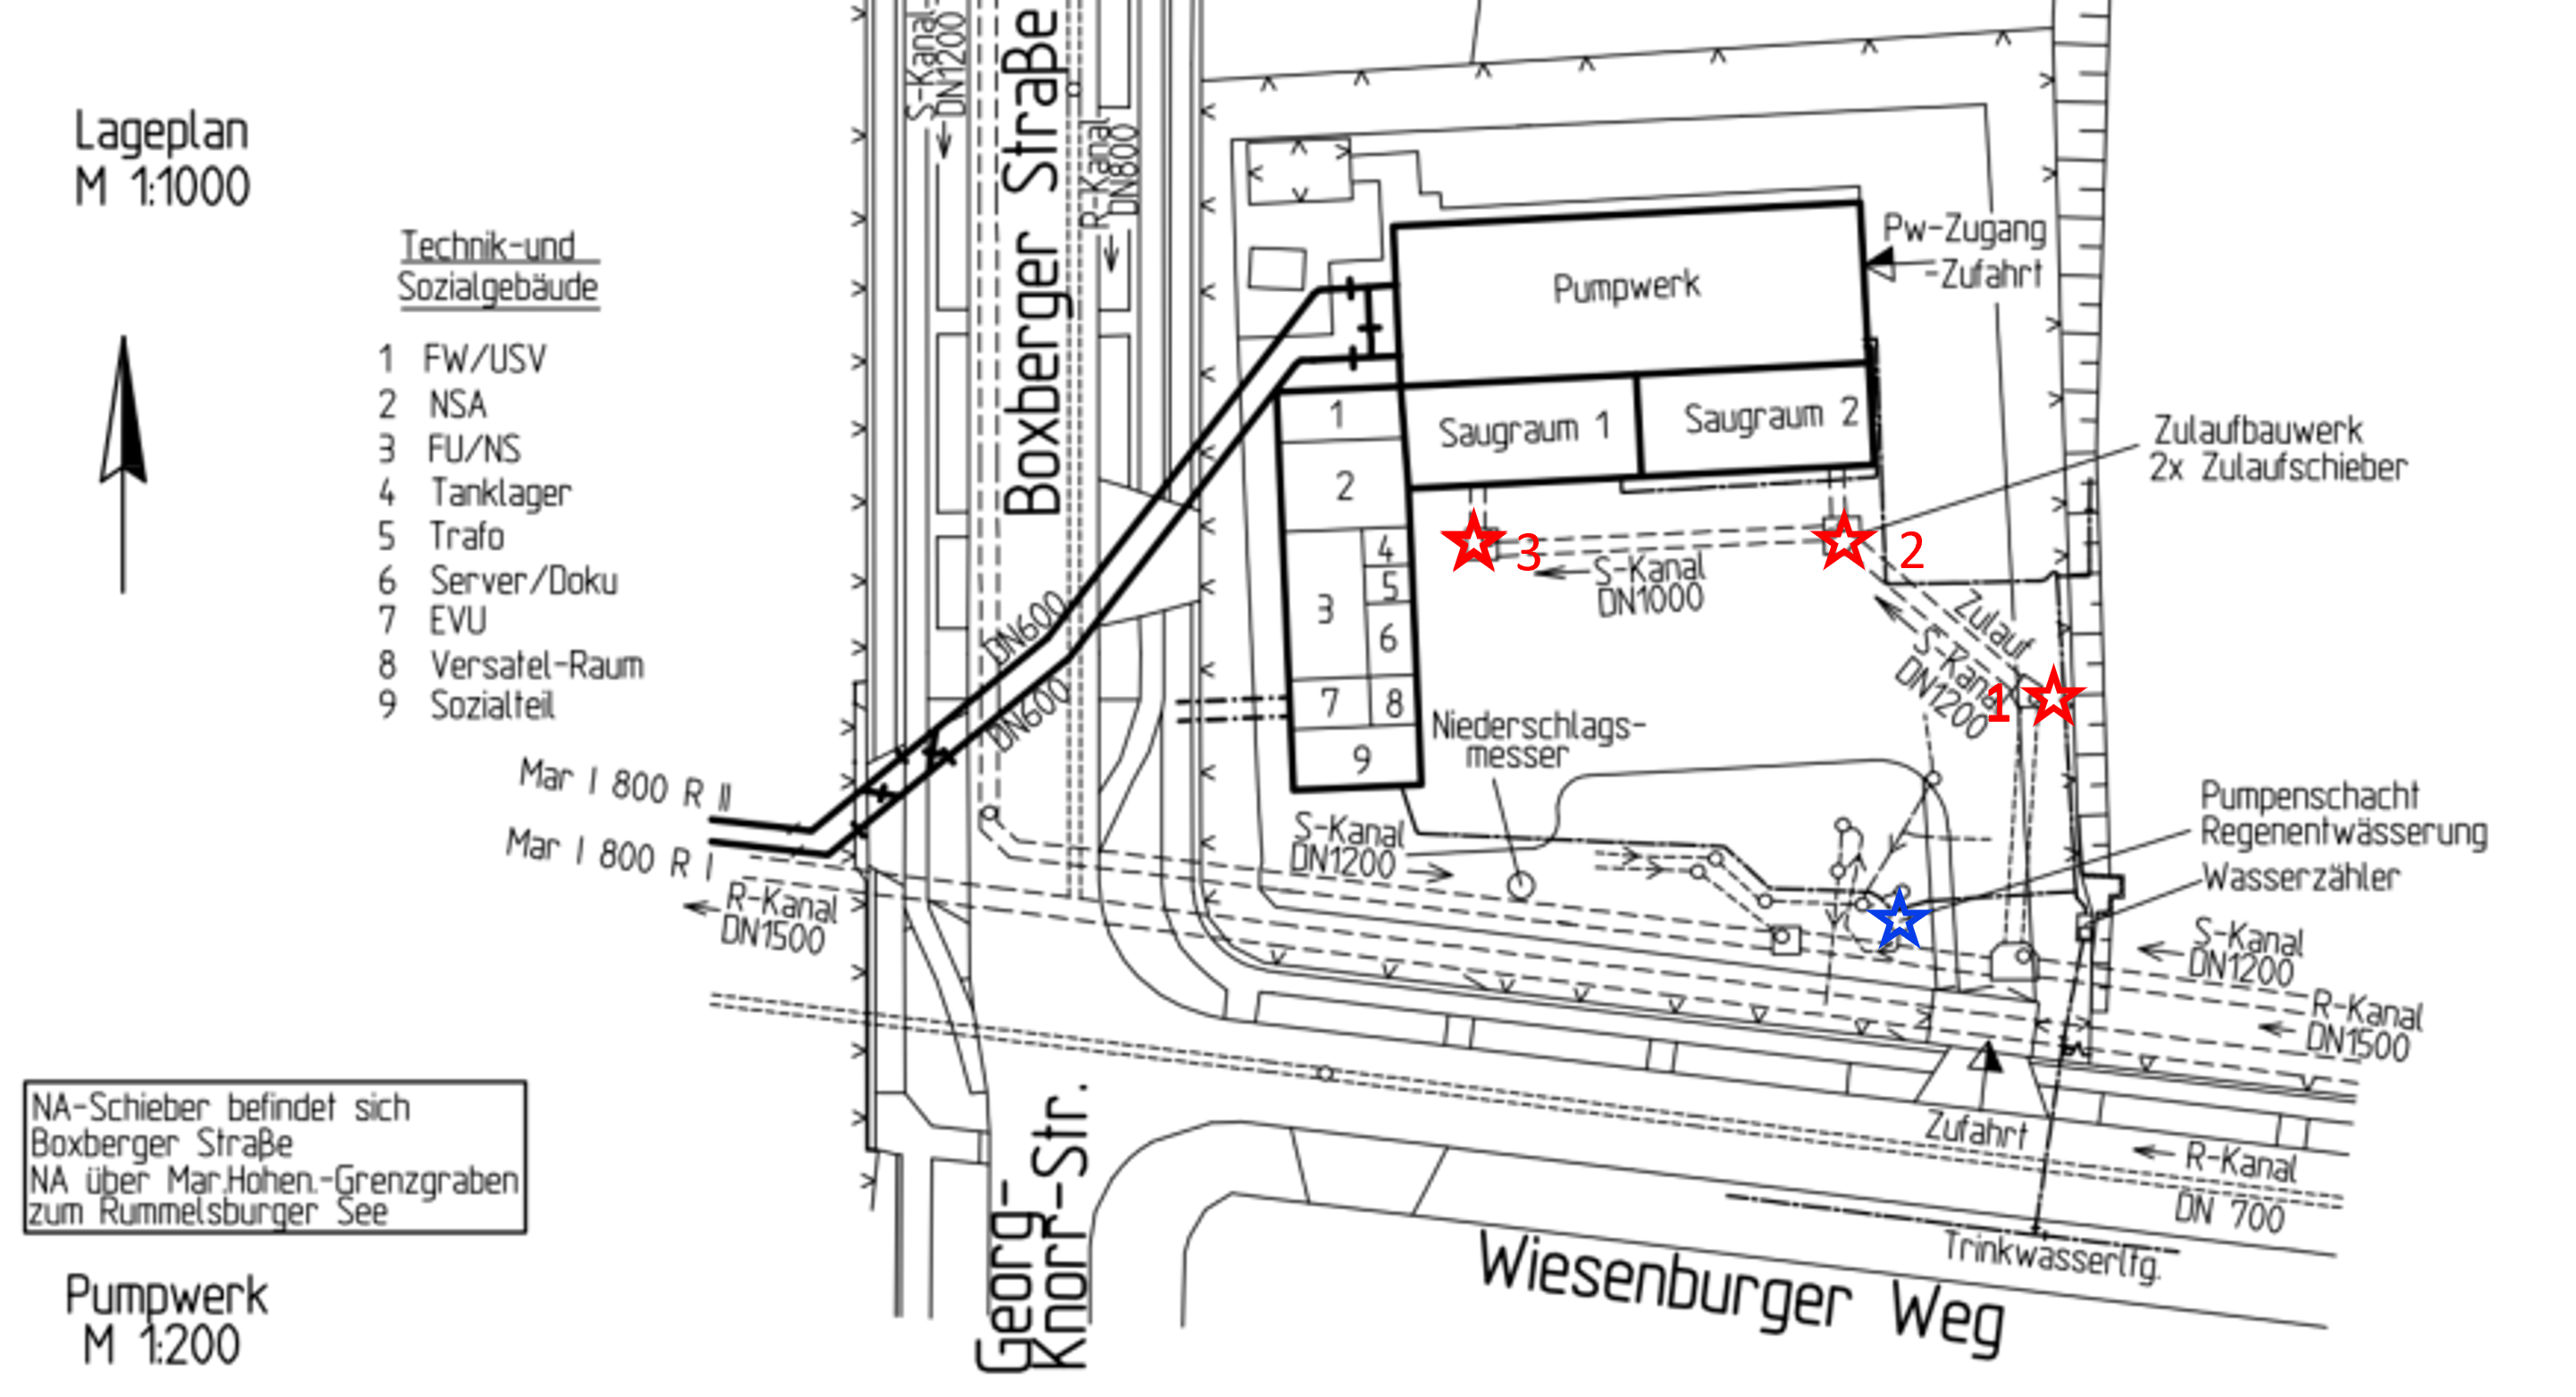 Lageplan
M 1:1000
Technik-und
Sozialgebäude
1 FW/USV
2 NSA
3 FU/NS
4 Tanklager
5 Trafo
6 Server/Doku
7 EVU
8 Versatel-Raum
9 Sozialteil
S-Kanal
DN1200
Boxberger Straße
R-Kanal
DN800
Pw-Zugang
-Zufahrt
Pumpwerk
Saugraum 1
Saugraum 2
Zulaufbauwerk
2x Zulaufschieber
1
2
3
4
5
6
7
8
9
3
2
1
S-Kanal
DN1000
Zulauf
S-Kanal
DN1200
DN600
DN600
Niederschlags-
messer
Mar I 800 R II
Mar I 800 R I
S-Kanal
DN1200
Pumpenschacht
Regenentwässerung
Wasserzähler
R-Kanal
DN1500
S-Kanal
DN1200
R-Kanal
DN1500
Zufahrt
R-Kanal
DN 700
Trinkwasserltg.
Georg-
Knorr-Str.
Wiesenburger Weg
NA-Schieber befindet sich
Boxberger Straße
NA über Mar.Hohen.-Grenzgraben
zum Rummelsburger See
Pumpwerk
M 1:200